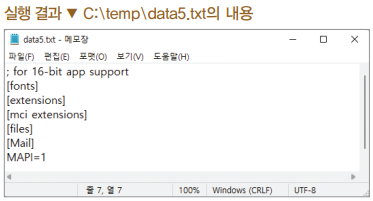 실행 결과 ▼ C:\temp\data5.txt의 내용
data5.txt - 메모장
파일(F) 편집(E) 포맷(O) 보기(V) 도움말(H)
; for 16-bit app support
[fonts]
[extensions]
[mci extensions]
[files]
[Mail]
MAPI=1
줄 7, 열 7 100% Windows (CRLF) UTF-8